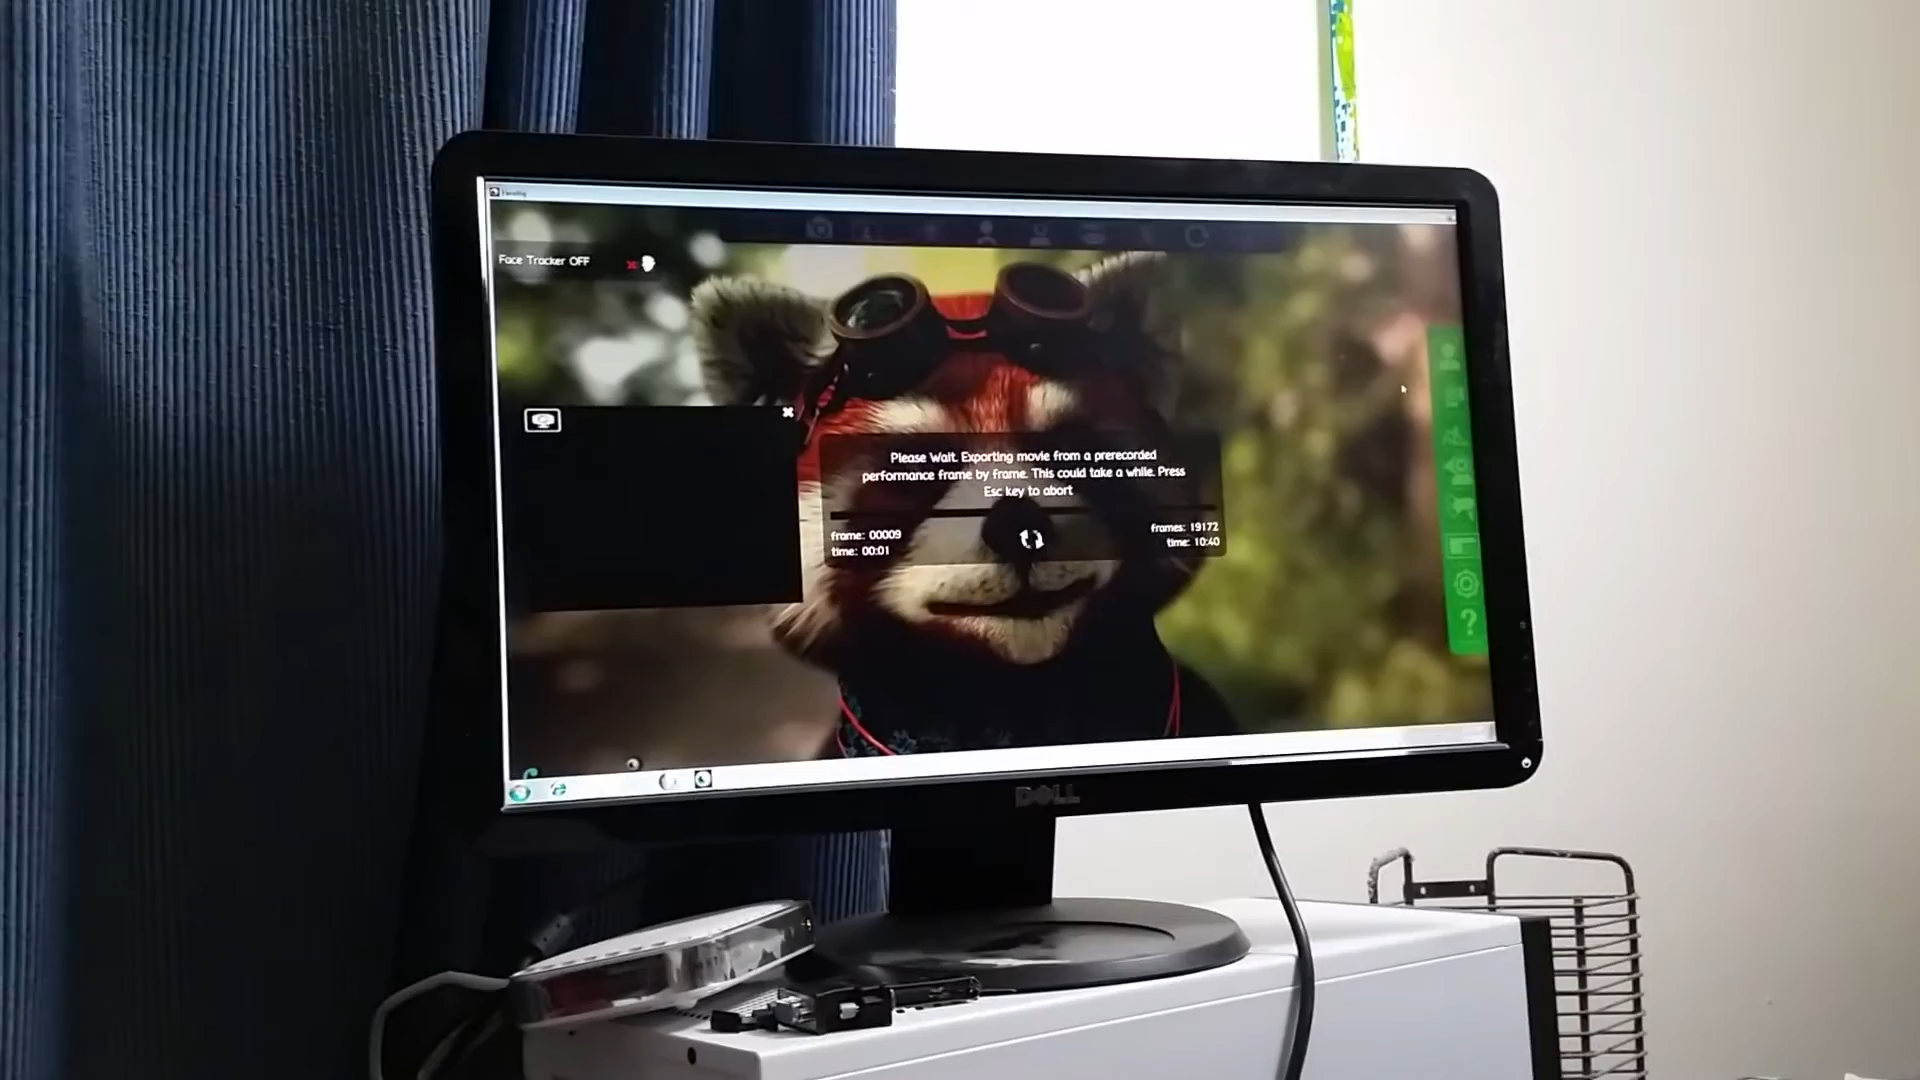 Face Tracker OFF
Please Wait. Exporting movie from a prerecorded
performance frame by frame. This could take a while. Press
Esc key to abort
frame: 00009
time: 00:01
frames: 19172
time: 10:40
DELL